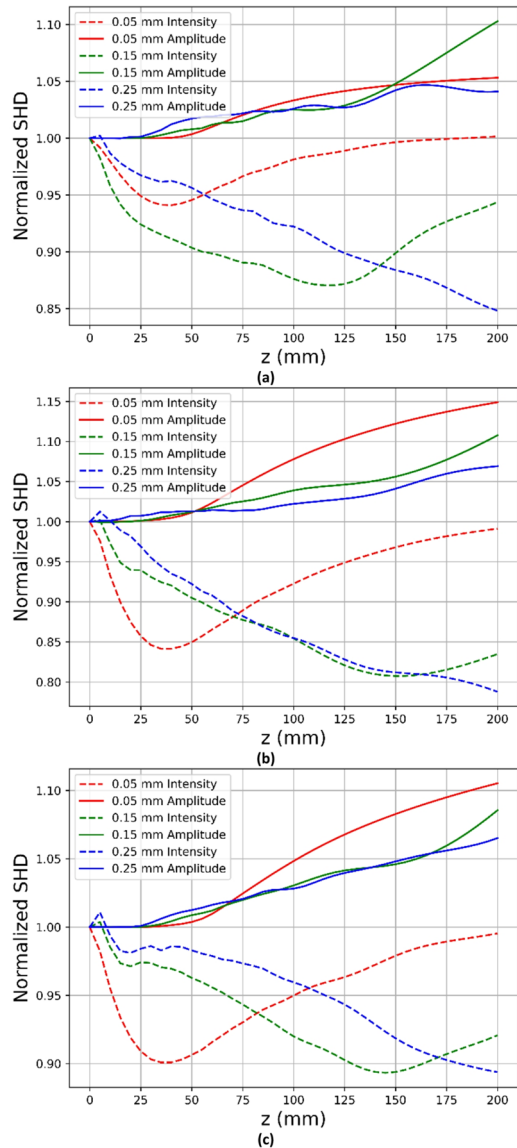 1.10
1.05
1.00
0.95
0.90
0.85
Normalized SHD
0.05 mm Intensity
0.05 mm Amplitude
0.15 mm Intensity
0.15 mm Amplitude
0.25 mm Intensity
0.25 mm Amplitude
0 25 50 75 100 125 150 175 200
z (mm)
(a)
1.15
1.10
1.05
1.00
0.95
0.90
0.85
0.80
Normalized SHD
0.05 mm Intensity
0.05 mm Amplitude
0.15 mm Intensity
0.15 mm Amplitude
0.25 mm Intensity
0.25 mm Amplitude
0 25 50 75 100 125 150 175 200
z (mm)
(b)
1.10
1.05
1.00
0.95
0.90
Normalized SHD
0.05 mm Intensity
0.05 mm Amplitude
0.15 mm Intensity
0.15 mm Amplitude
0.25 mm Intensity
0.25 mm Amplitude
0 25 50 75 100 125 150 175 200
z (mm)
(c)